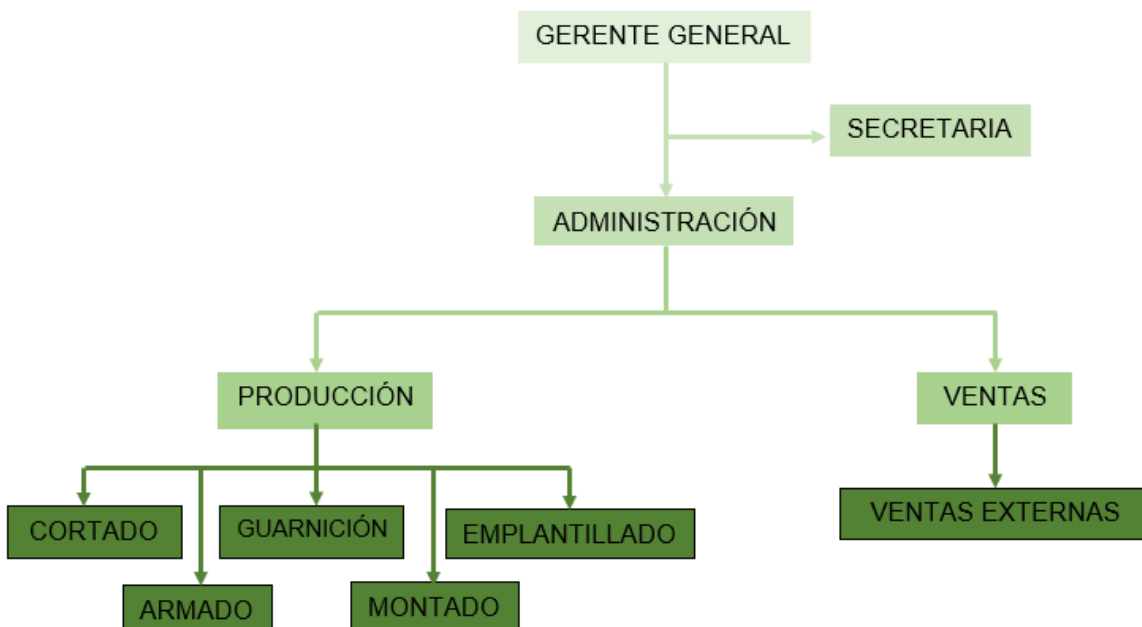 GERENTE GENERAL
SECRETARIA
ADMINISTRACIÓN
PRODUCCIÓN
VENTAS
CORTADO
GUARNICIÓN
EMPLANTILLADO
VENTAS EXTERNAS
ARMADO
MONTADO